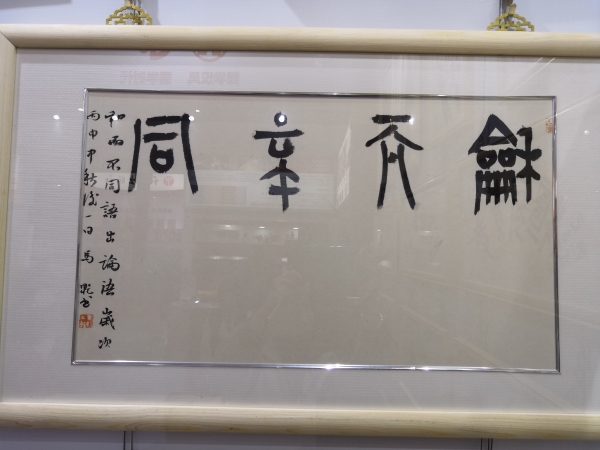 龢而不同
和而不同語出論語歲次
丙申中秋後一日馬書